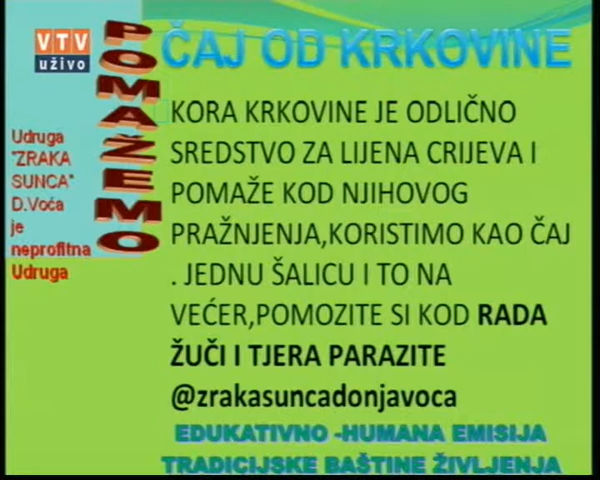 VTV
uživo
POMAŽEMO
Udruga
"ZRAKA
SUNCA"
D.Voća
je
neprofitna
Udruga
ČAJ OD KRKOVINE
KORA KRKOVINE JE ODLIČNO
SREDSTVO ZA LIJENA CRIJEVA I
POMAŽE KOD NJIHOVOG
PRAŽNJENJA,KORISTIMO KAO ČAJ
. JEDNU ŠALICU I TO NA
VEĆER,POMOZITE SI KOD RADA
ŽUČI I TJERA PARAZITE
@zrakasuncadonjavoca
EDUKATIVNO -HUMANA EMISIJA
TRADICIJSKE BAŠTINE ŽIVLJENJA